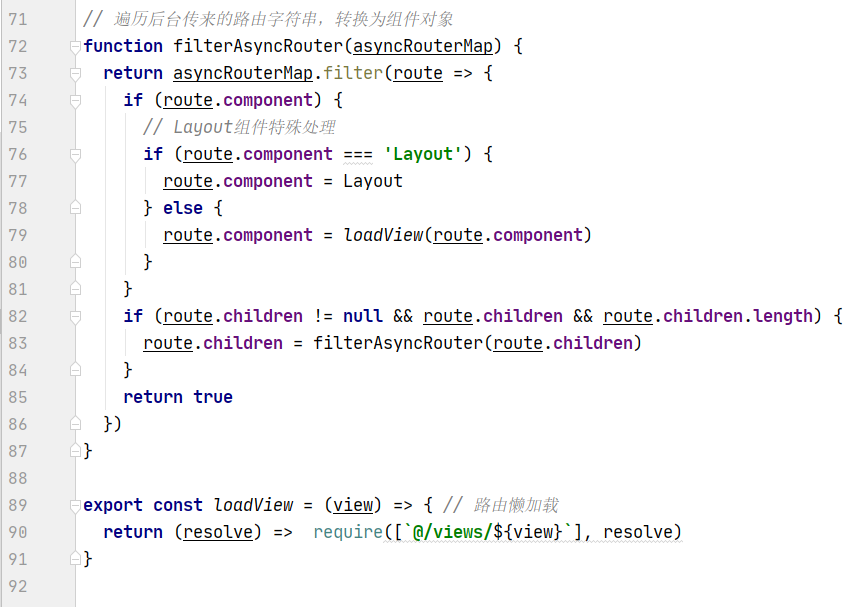 71 // 遍历后台传来的路由字符串，转换为组件对象
72 function filterAsyncRouter(asyncRouterMap) {
73   return asyncRouterMap.filter(route => {
74     if (route.component) {
75       // Layout组件特殊处理
76       if (route.component === 'Layout') {
77         route.component = Layout
78       } else {
79         route.component = loadView(route.component)
80       }
81     }
82     if (route.children != null && route.children && route.children.length) {
83       route.children = filterAsyncRouter(route.children)
84     }
85     return true
86   })
87 }
88
89 export const loadView = (view) => { // 路由懒加载
90   return (resolve) =>  require([`@/views/${view}`], resolve)
91 }
92